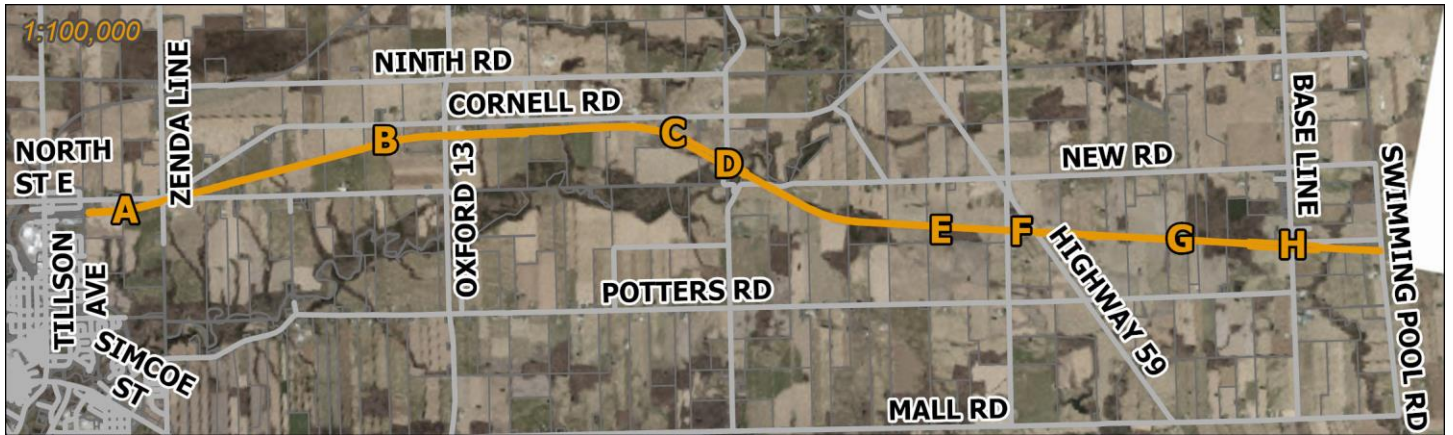 1:100,000
NINTH RD
ZENDA LINE
CORNELL RD
BASE LINE
B
C
NORTH
ST E
OXFORD 13
D
NEW RD
SWIMMING POOL RD
A
TILLSON
AVE
E
F
G
H
HIGHWAY 59
POTTERS RD
SIMCOE
ST
MALL RD